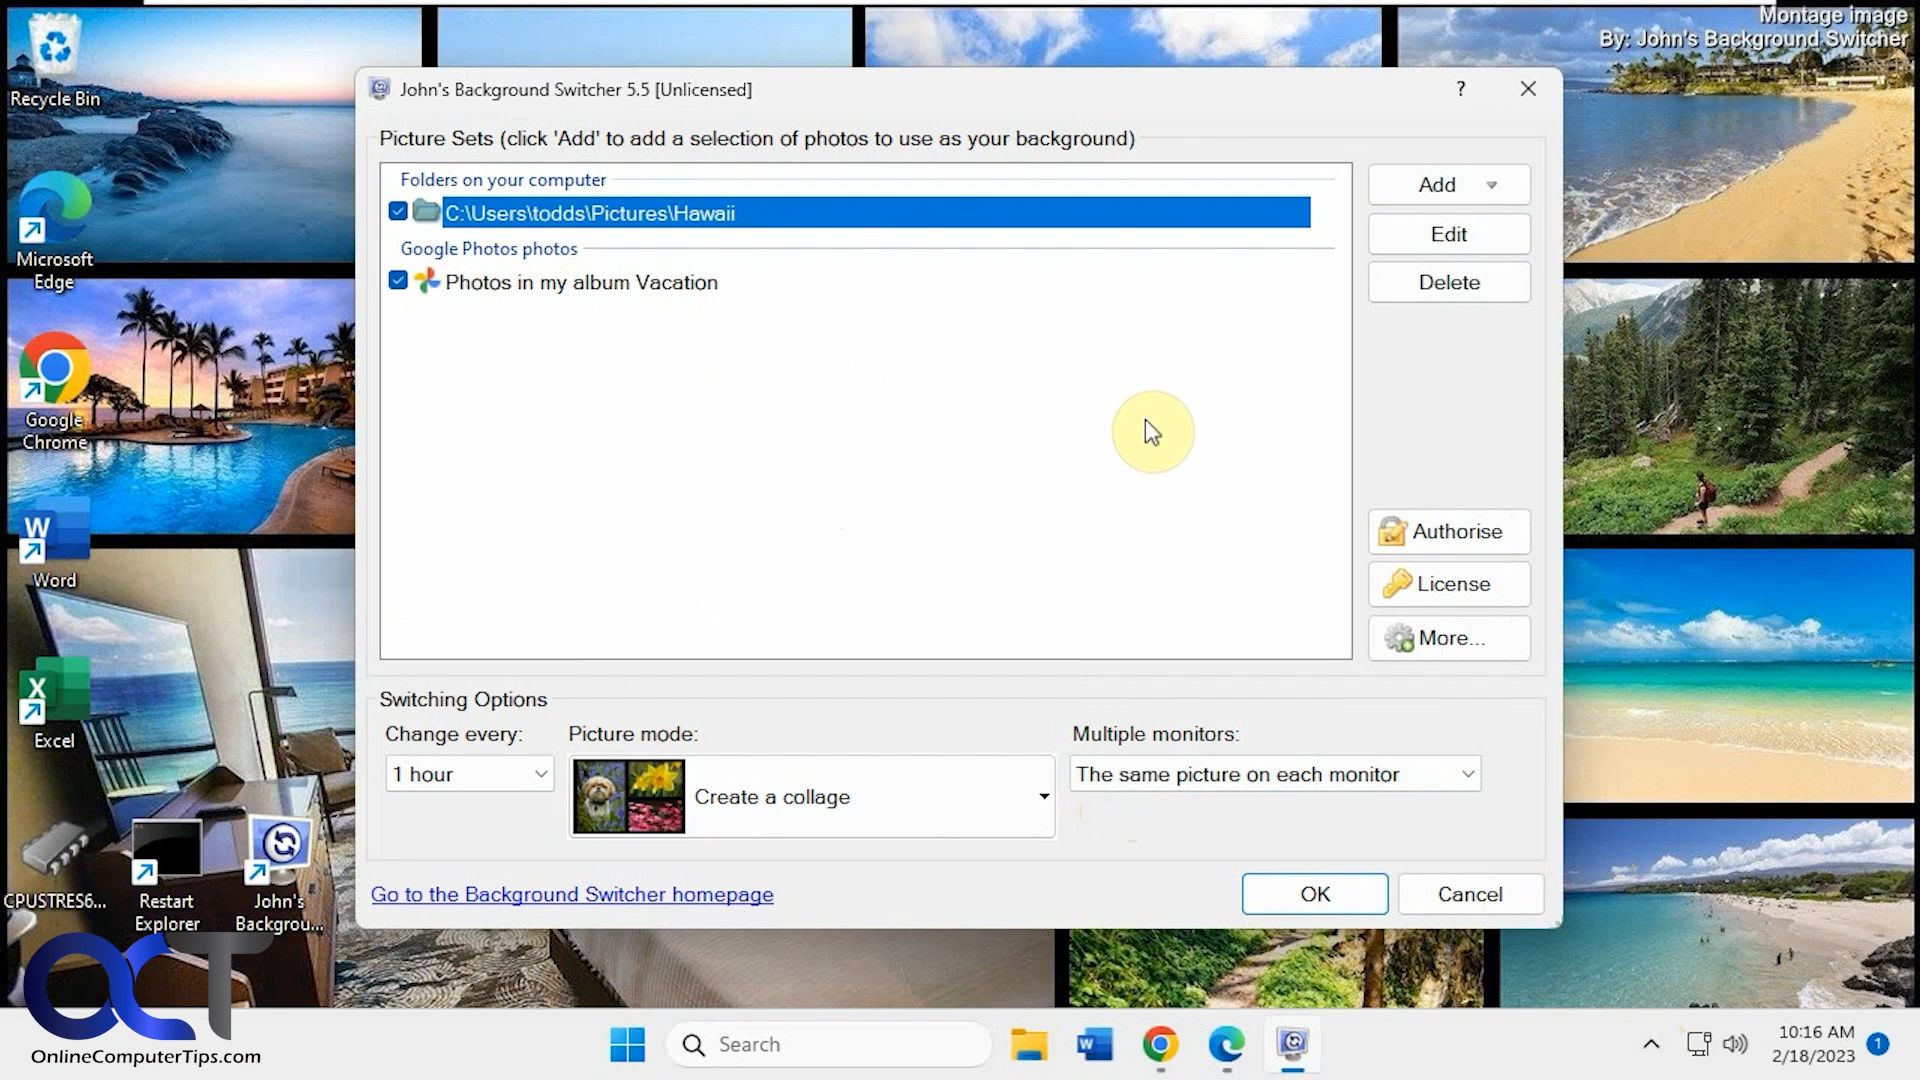 Montage image
By: John's Background Switcher
Recycle Bin
Microsoft
Edge
Google
Chrome
Word
Excel
CPUSTRES6...
Restart
Explorer
John's
Backgrou...
John's Background Switcher 5.5 [Unlicensed]
?
Picture Sets (click 'Add' to add a selection of photos to use as your background)
Folders on your computer
C:\Users\todds\Pictures\Hawaii
Google Photos photos
Photos in my album Vacation
Add
Edit
Delete
Authorise
License
More...
Switching Options
Change every:
1 hour
Picture mode:
Create a collage
Multiple monitors:
The same picture on each monitor
Go to the Background Switcher homepage
OK
Cancel
OCT
OnlineComputerTips.com
Search
10:16 AM
2/18/2023
1